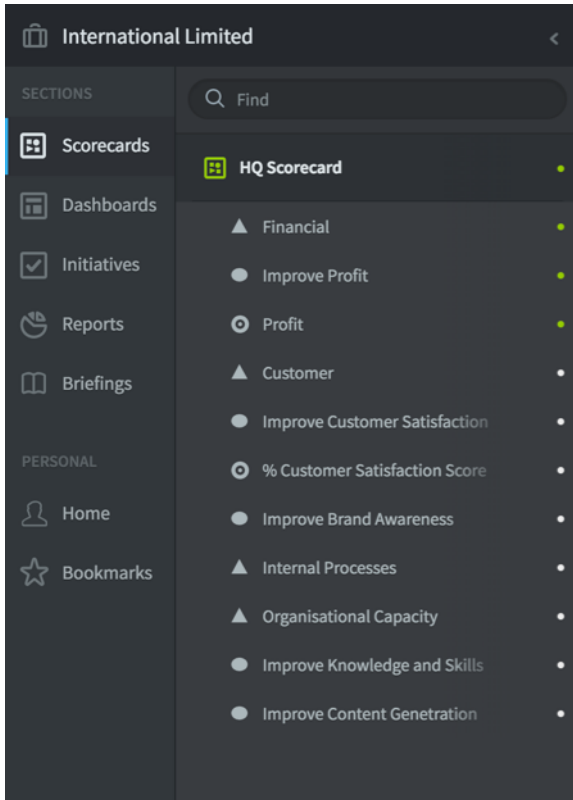 International Limited
SECTIONS
Scorecards
Dashboards
Initiatives
Reports
Briefings
PERSONAL
Home
Bookmarks
Find
HQ Scorecard
Financial
Improve Profit
Profit
Customer
Improve Customer Satisfaction
% Customer Satisfaction Score
Improve Brand Awareness
Internal Processes
Organisational Capacity
Improve Knowledge and Skills
Improve Content Genetration